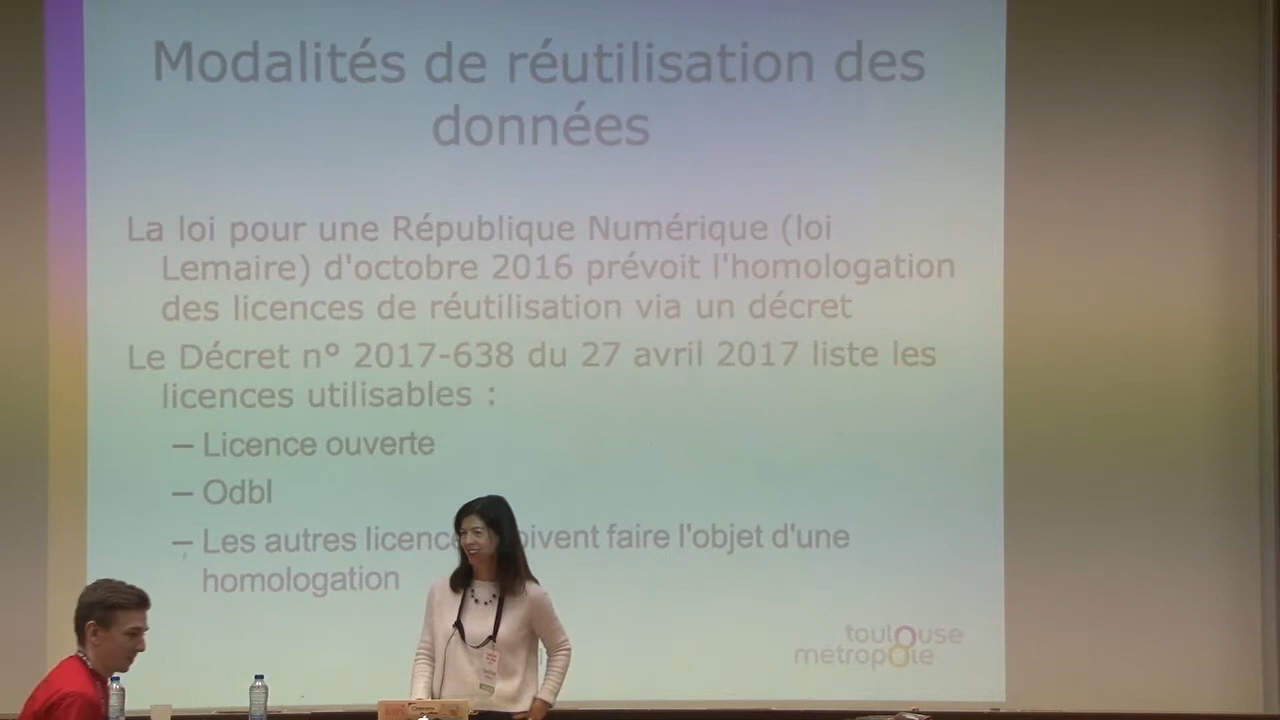 Modalités de réutilisation des
données
La loi pour une République Numérique (loi
Lemaire) d'octobre 2016 prévoit l'homologation
des licences de réutilisation via un décret
Le Décret n° 2017-638 du 27 avril 2017 liste les
licences utilisables :
– Licence ouverte
– Odbl
– Les autres licenc oivent faire l'objet d'une
homologation
toulouse
métropole